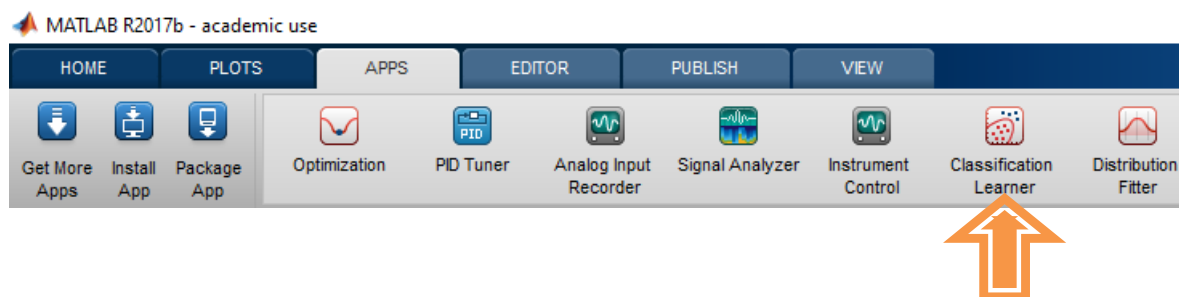 MATLAB R2017b - academic use
HOME PLOTS APPS EDITOR PUBLISH VIEW
PID
Get More Apps
Install App
Package App
Optimization
PID Tuner
Analog Input Recorder
Signal Analyzer
Instrument Control
Classification Learner
Distribution Fitter